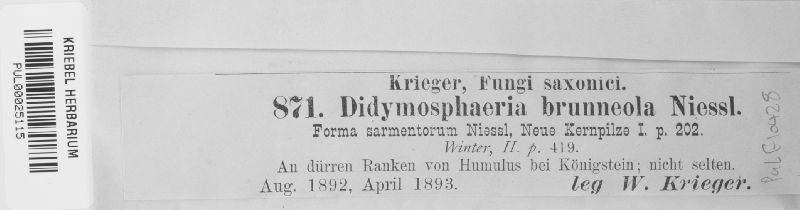 KRIEBEL HERBARIUM
PUL00025115
Krieger, Fungi saxonici.
871. Didymosphaeria brunneola Niessl.
Forma sarmentorum Niessl, Neue Kernpilze I. p. 202.
Winter, II. p. 419.
An dürren Ranken von Humulus bei Königstein; nicht selten.
Aug. 1892, April 1893. leg W. Krieger.